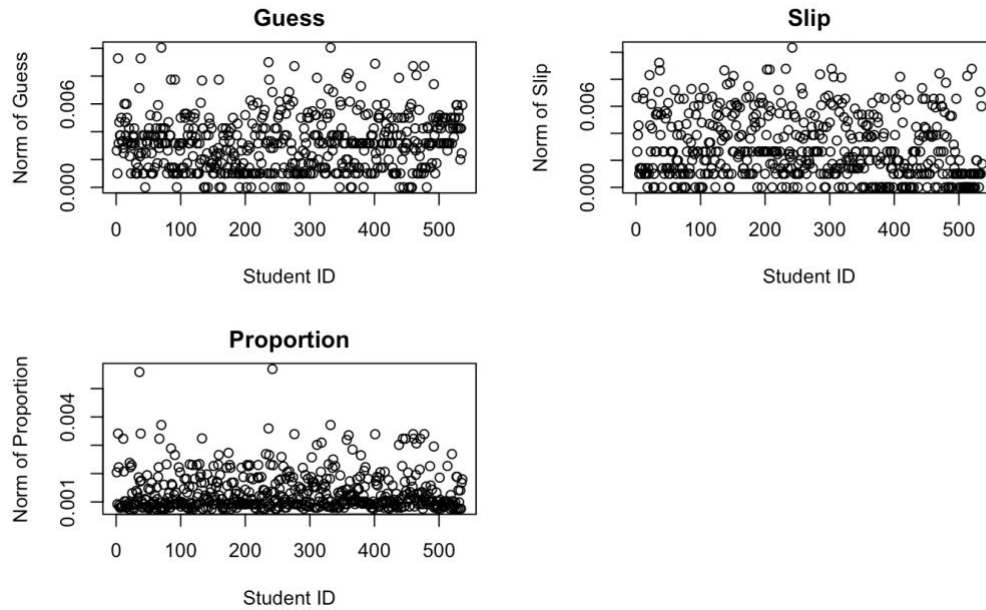 Guess
Norm of Guess
0.006
0.000
0 100 200 300 400 500
Student ID
Slip
Norm of Slip
0.006
0.000
0 100 200 300 400 500
Student ID
Proportion
Norm of Proportion
0.004
0.001
0 100 200 300 400 500
Student ID